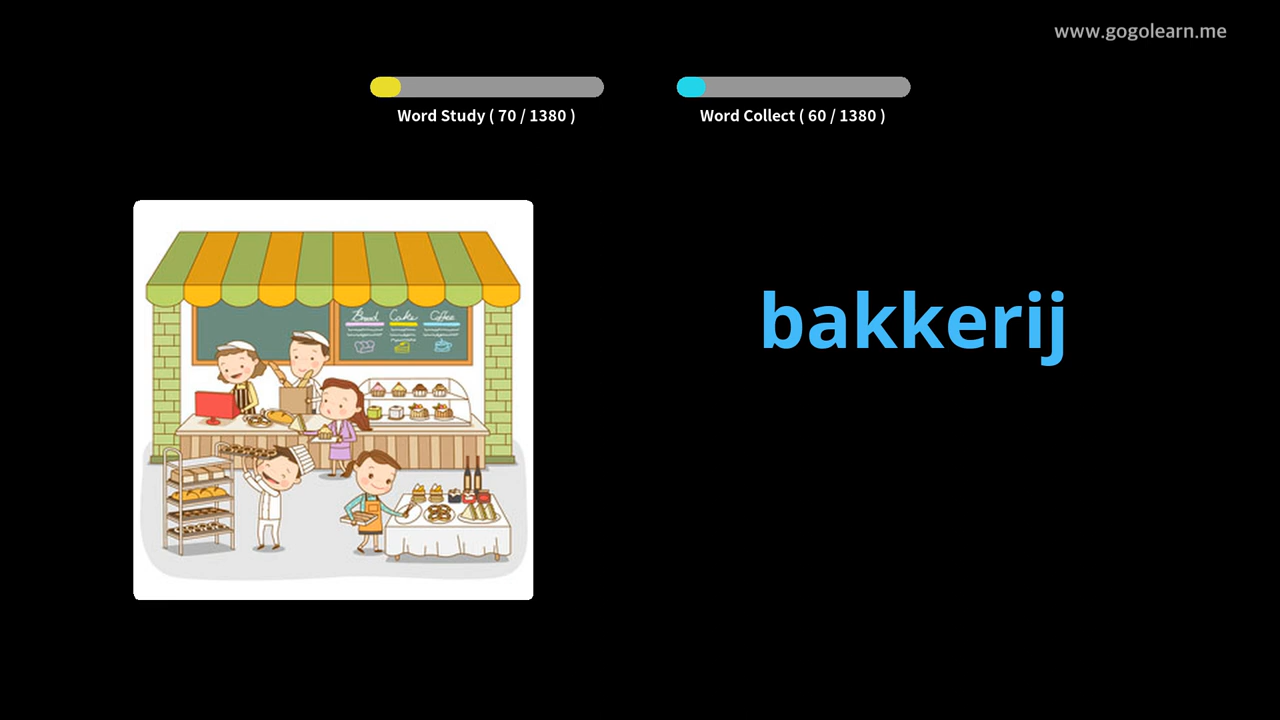 www.gogolearn.me
Word Study ( 70 / 1380 )
Word Collect ( 60 / 1380 )
Bread Cake Coffee
bakkerij